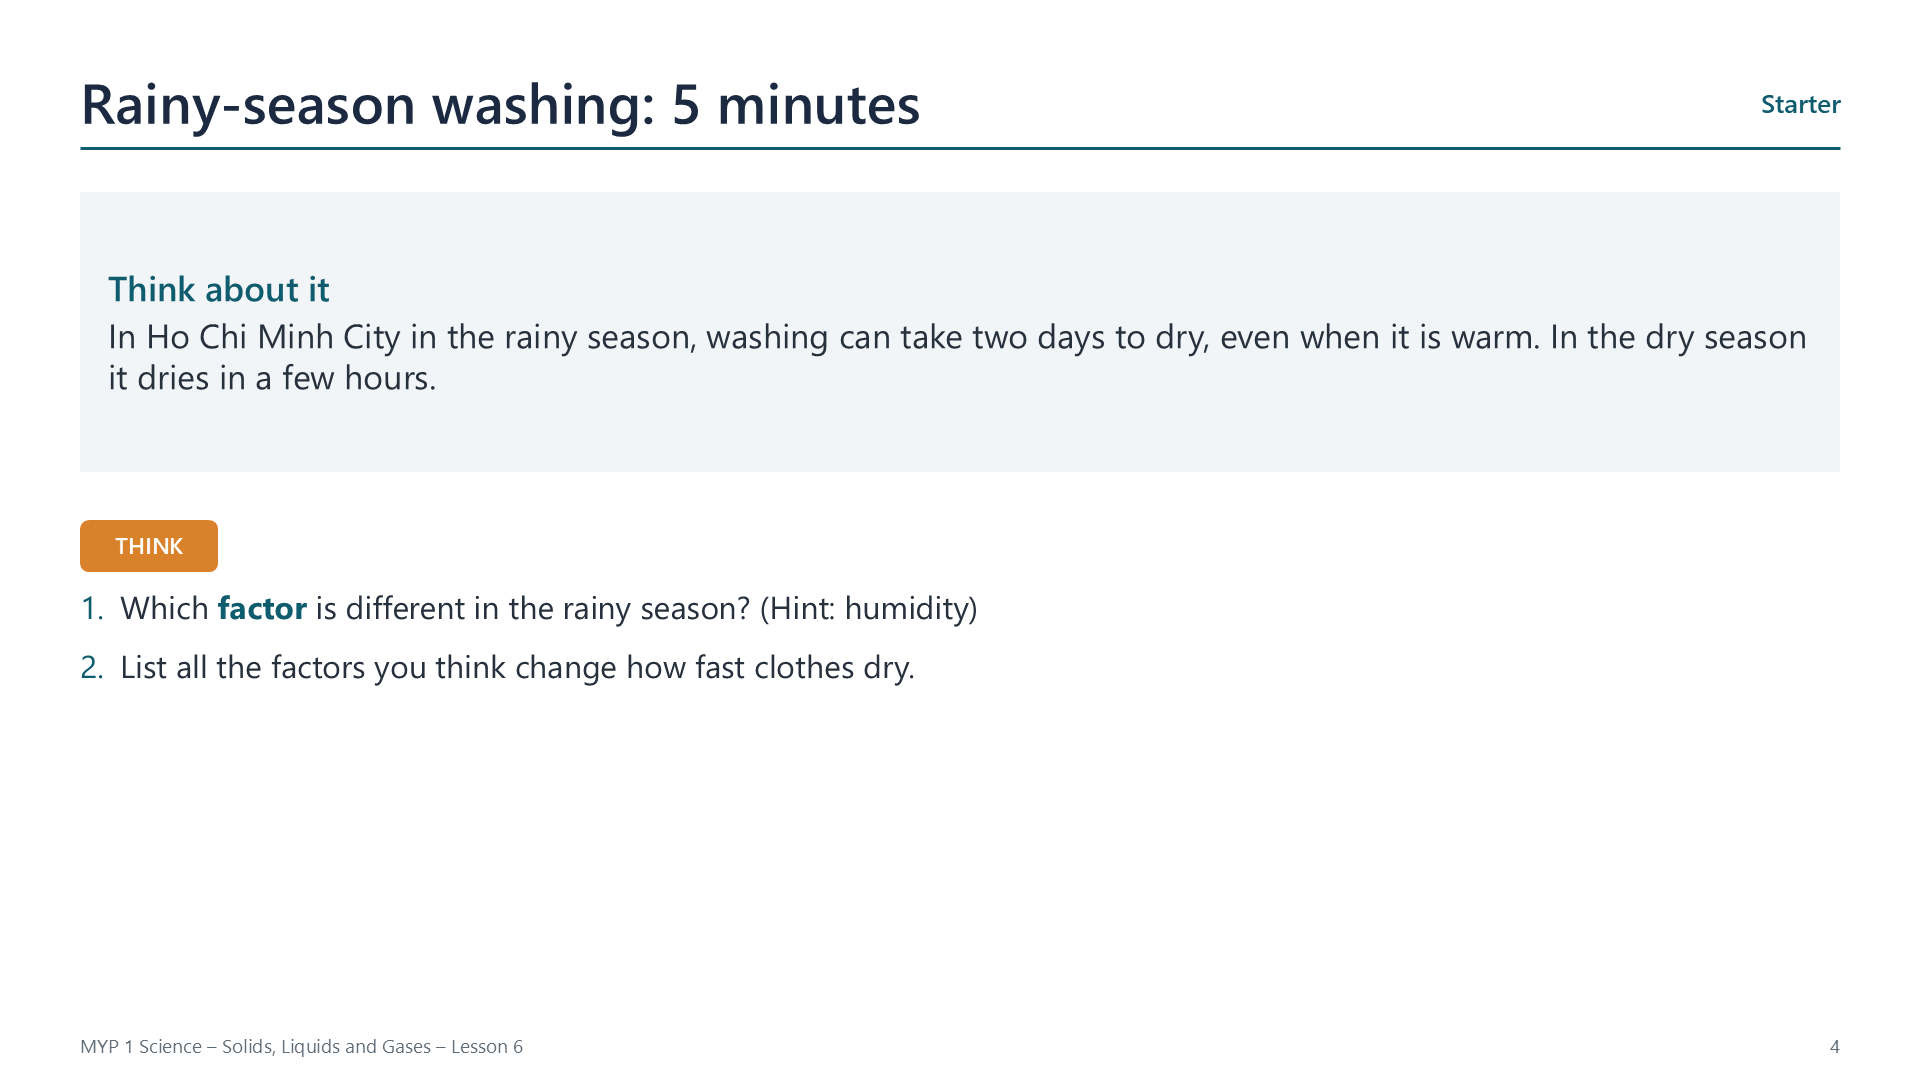 Rainy-season washing: 5 minutes
Starter
Think about it
In Ho Chi Minh City in the rainy season, washing can take two days to dry, even when it is warm. In the dry season
it dries in a few hours.
THINK
1. Which factor is different in the rainy season? (Hint: humidity)
2. List all the factors you think change how fast clothes dry.
MYP 1 Science – Solids, Liquids and Gases – Lesson 6
4